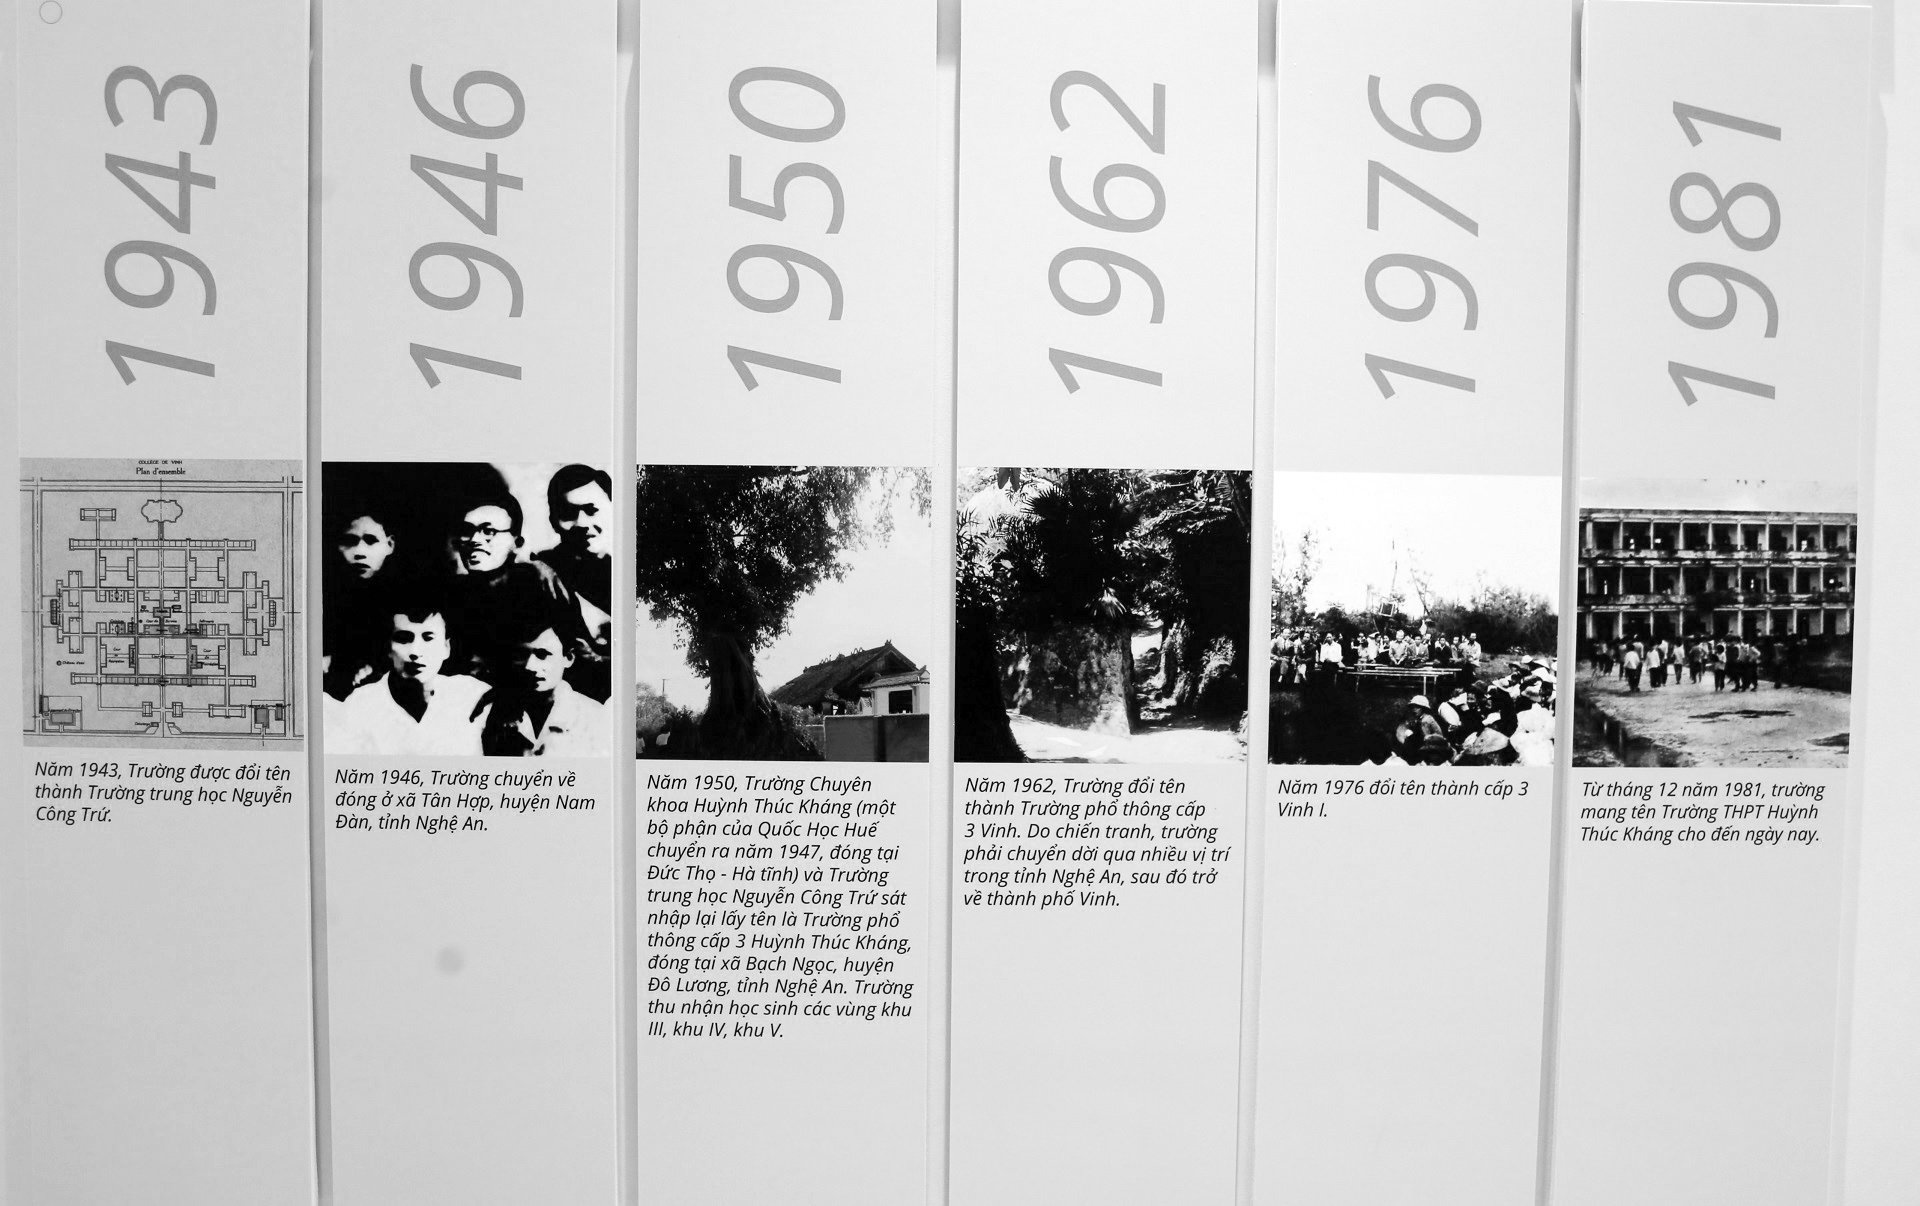 1943
COLLÈGE DE VINH
Plan d'ensemble
Năm 1943, Trường được đổi tên
thành Trường trung học Nguyễn
Công Trứ.
1946
Năm 1946, Trường chuyển về
đóng ở xã Tân Hợp, huyện Nam
Đàn, tỉnh Nghệ An.
1950
Năm 1950, Trường Chuyên
khoa Huỳnh Thúc Kháng (một
bộ phận của Quốc Học Huế
chuyển ra năm 1947, đóng tại
Đức Thọ - Hà tĩnh) và Trường
trung học Nguyễn Công Trứ sát
nhập lại lấy tên là Trường phổ
thông cấp 3 Huỳnh Thúc Kháng,
đóng tại xã Bạch Ngọc, huyện
Đô Lương, tỉnh Nghệ An. Trường
thu nhận học sinh các vùng khu
III, khu IV, khu V.
1962
Năm 1962, Trường đổi tên
thành Trường phổ thông cấp
3 Vinh. Do chiến tranh, trường
phải chuyển dời qua nhiều vị trí
trong tỉnh Nghệ An, sau đó trở
về thành phố Vinh.
1976
Năm 1976 đổi tên thành cấp 3
Vinh I.
1981
Từ tháng 12 năm 1981, trường
mang tên Trường THPT Huỳnh
Thúc Kháng cho đến ngày nay.